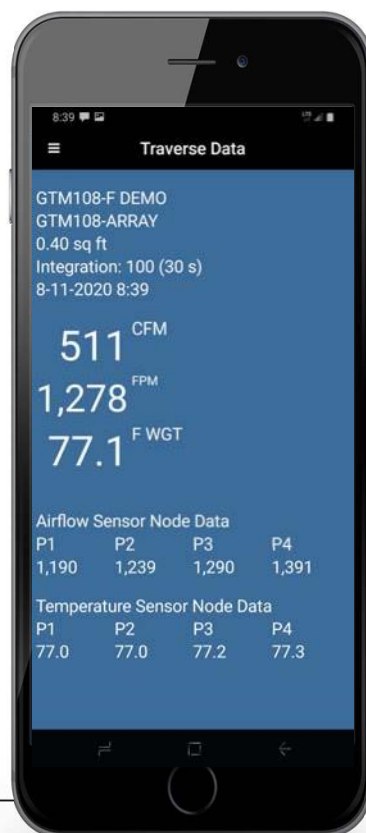 8:39 LTE
Traverse Data
GTM108-F DEMO
GTM108-ARRAY
0.40 sq ft
Integration: 100 (30 s)
8-11-2020 8:39
511 CFM
1,278 FPM
77.1 F WGT
Airflow Sensor Node Data
P1 P2 P3 P4
1,190 1,239 1,290 1,391
Temperature Sensor Node Data
P1 P2 P3 P4
77.0 77.0 77.2 77.3